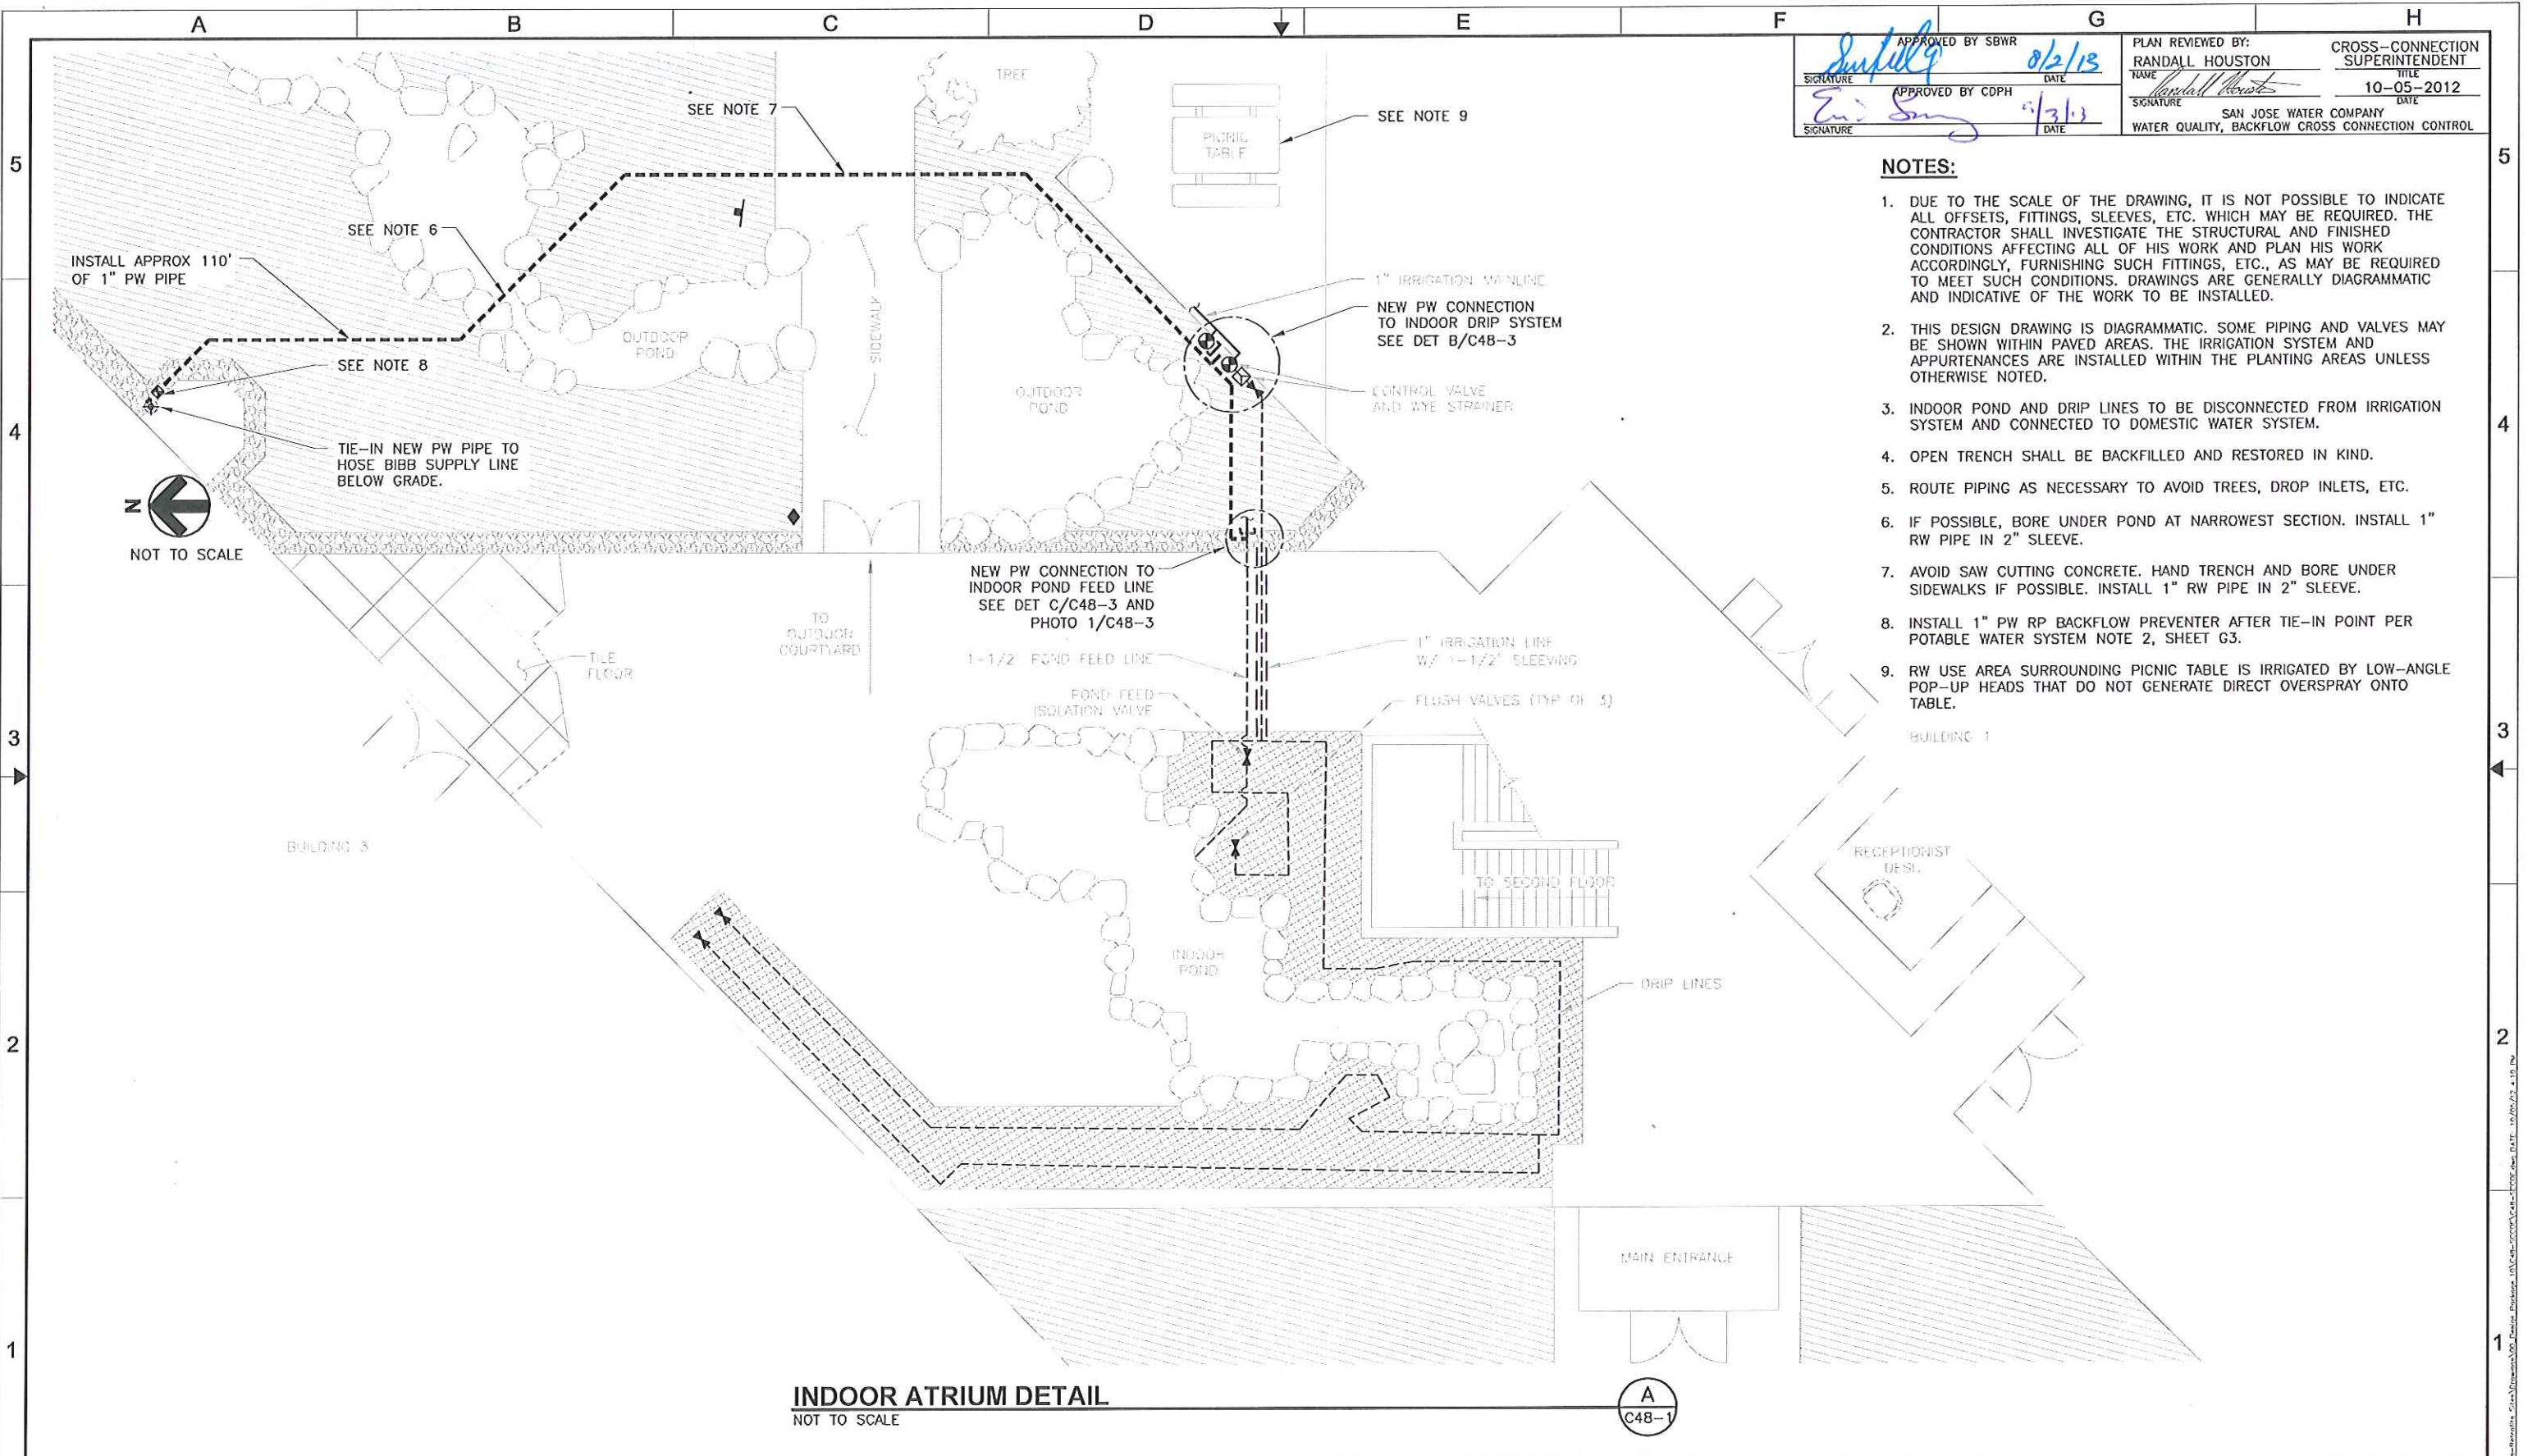 A B C D E F G H
APPROVED BY SBWR
8/2/13
SIGNATURE DATE
APPROVED BY CDPH
SIGNATURE DATE
PLAN REVIEWED BY:
RANDALL HOUSTON
NAME
Randall Houston
SIGNATURE
CROSS-CONNECTION
SUPERINTENDENT
TITLE
10-05-2012
DATE
SAN JOSE WATER COMPANY
WATER QUALITY, BACKFLOW CROSS CONNECTION CONTROL
5
4
3
2
1
5
4
3
2
1
TREE
SEE NOTE 7
PICNIC
TABLE
SEE NOTE 9
SEE NOTE 6
INSTALL APPROX 110'
OF 1" PW PIPE
SEE NOTE 8
OUTDOOR
POND
SIDEWALK
1" IRRIGATION MAINLINE
NEW PW CONNECTION
TO INDOOR DRIP SYSTEM
SEE DET B/C48-3
OUTDOOR
POND
CONTROL VALVE
AND WYE STRAINER
TIE-IN NEW PW PIPE TO
HOSE BIBB SUPPLY LINE
BELOW GRADE.
N
NOT TO SCALE
NEW PW CONNECTION TO
INDOOR POND FEED LINE
SEE DET C/C48-3 AND
PHOTO 1/C48-3
TO
OUTDOOR
COURTYARD
TILE
FLOOR
1-1/2" POND FEED LINE
1" IRRIGATION LINE
W/ 1-1/2" SLEEVING
POND FEED
ISOLATION VALVE
FLUSH VALVES (TYP OF 3)
BUILDING 3
TO SECOND FLOOR
RECEPTIONIST
DESK
INDOOR
POND
DRIP LINES
MAIN ENTRANCE
NOTES:
1. DUE TO THE SCALE OF THE DRAWING, IT IS NOT POSSIBLE TO INDICATE
ALL OFFSETS, FITTINGS, SLEEVES, ETC. WHICH MAY BE REQUIRED. THE
CONTRACTOR SHALL INVESTIGATE THE STRUCTURAL AND FINISHED
CONDITIONS AFFECTING ALL OF HIS WORK AND PLAN HIS WORK
ACCORDINGLY, FURNISHING SUCH FITTINGS, ETC., AS MAY BE REQUIRED
TO MEET SUCH CONDITIONS. DRAWINGS ARE GENERALLY DIAGRAMMATIC
AND INDICATIVE OF THE WORK TO BE INSTALLED.
2. THIS DESIGN DRAWING IS DIAGRAMMATIC. SOME PIPING AND VALVES MAY
BE SHOWN WITHIN PAVED AREAS. THE IRRIGATION SYSTEM AND
APPURTENANCES ARE INSTALLED WITHIN THE PLANTING AREAS UNLESS
OTHERWISE NOTED.
3. INDOOR POND AND DRIP LINES TO BE DISCONNECTED FROM IRRIGATION
SYSTEM AND CONNECTED TO DOMESTIC WATER SYSTEM.
4. OPEN TRENCH SHALL BE BACKFILLED AND RESTORED IN KIND.
5. ROUTE PIPING AS NECESSARY TO AVOID TREES, DROP INLETS, ETC.
6. IF POSSIBLE, BORE UNDER POND AT NARROWEST SECTION. INSTALL 1"
RW PIPE IN 2" SLEEVE.
7. AVOID SAW CUTTING CONCRETE. HAND TRENCH AND BORE UNDER
SIDEWALKS IF POSSIBLE. INSTALL 1" RW PIPE IN 2" SLEEVE.
8. INSTALL 1" PW RP BACKFLOW PREVENTER AFTER TIE-IN POINT PER
POTABLE WATER SYSTEM NOTE 2, SHEET G3.
9. RW USE AREA SURROUNDING PICNIC TABLE IS IRRIGATED BY LOW-ANGLE
POP-UP HEADS THAT DO NOT GENERATE DIRECT OVERSPRAY ONTO
TABLE.
BUILDING 1
INDOOR ATRIUM DETAIL
NOT TO SCALE
A
C48-1